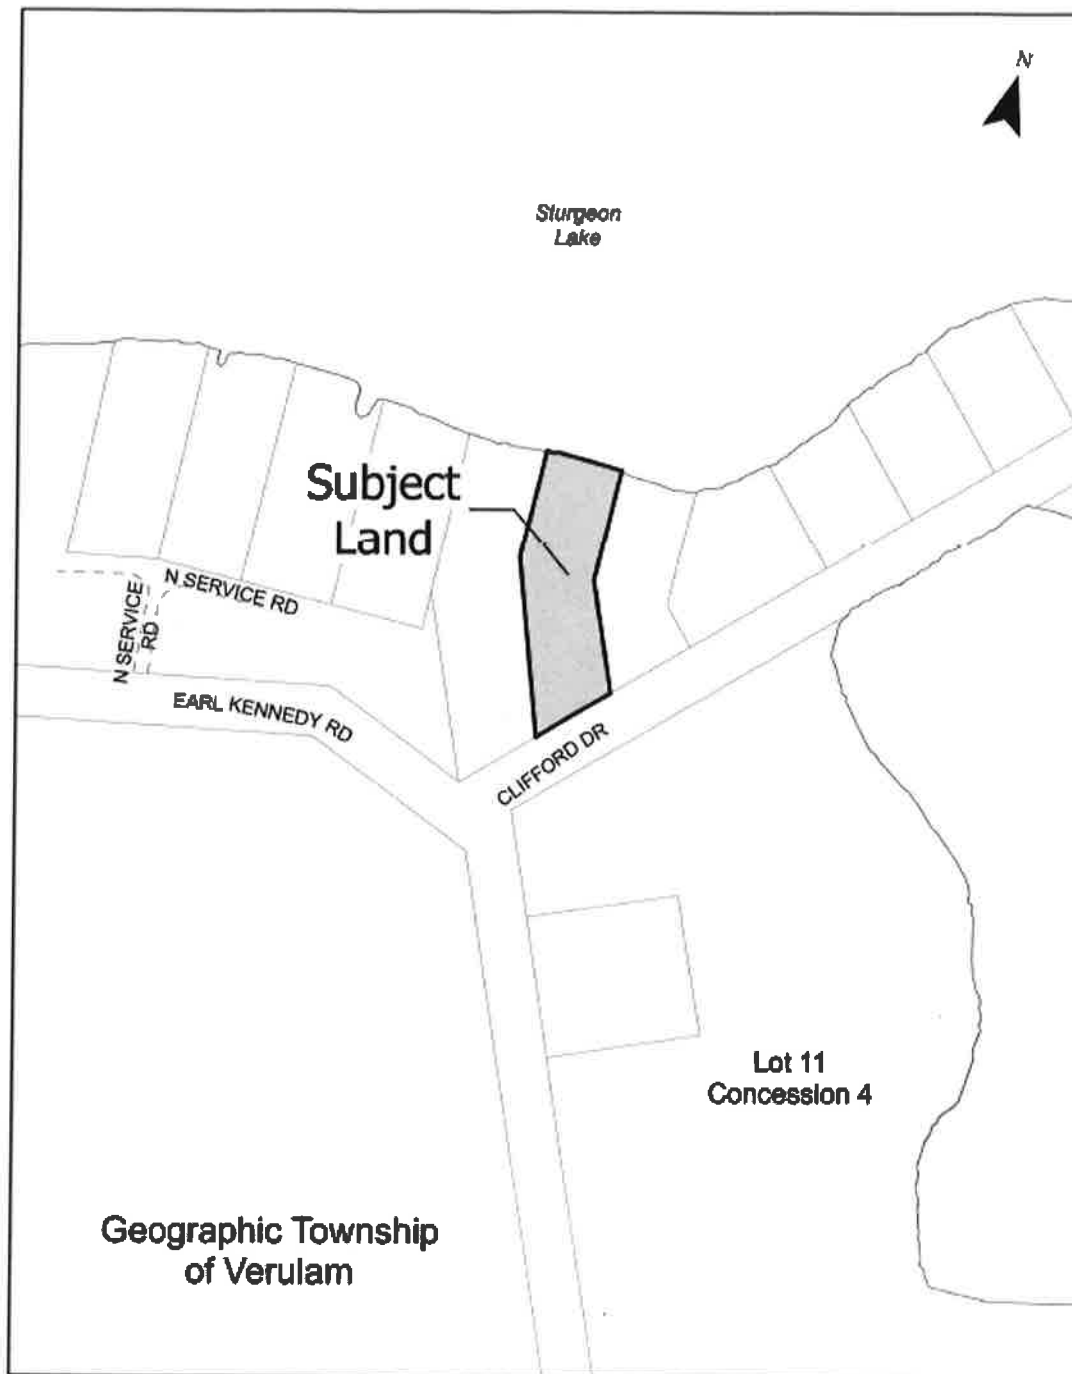 N
Sturgeon
Lake
Subject
Land
N SERVICE RD
N SERVICE
RD
EARL KENNEDY RD
CLIFFORD DR
Lot 11
Concession 4
Geographic Township
of Verulam